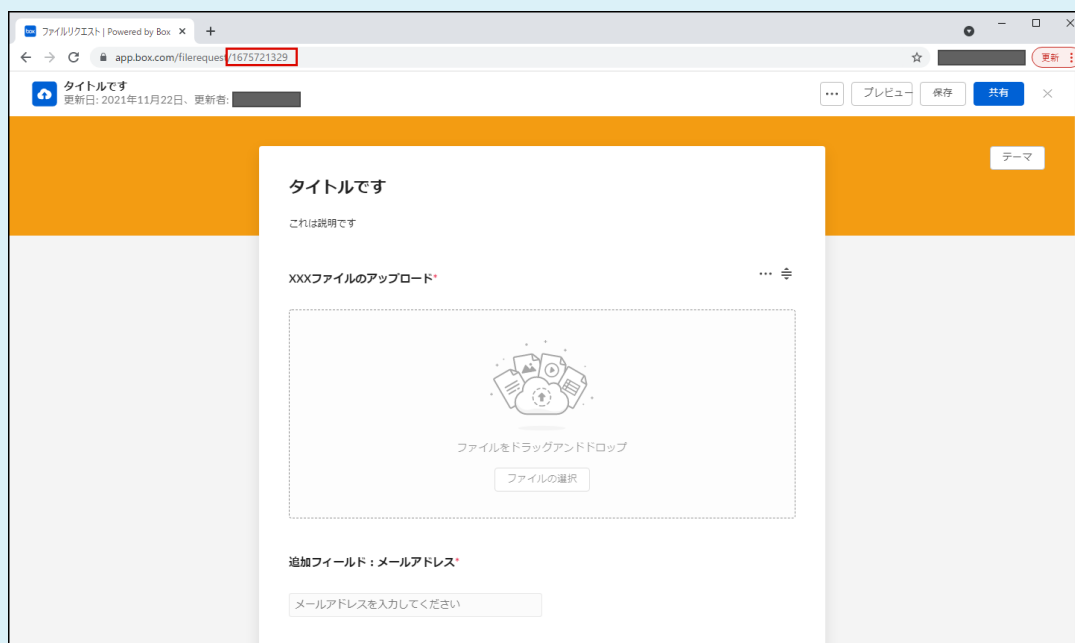 box ファイルリクエスト | Powered by Box
app.box.com/filerequest/1675721329
更新
タイトルです
更新日: 2021年11月22日、更新者:
プレビュー
保存
共有
テーマ
タイトルです
これは説明です
XXXファイルのアップロード*
ファイルをドラッグアンドドロップ
ファイルの選択
追加フィールド：メールアドレス*
メールアドレスを入力してください